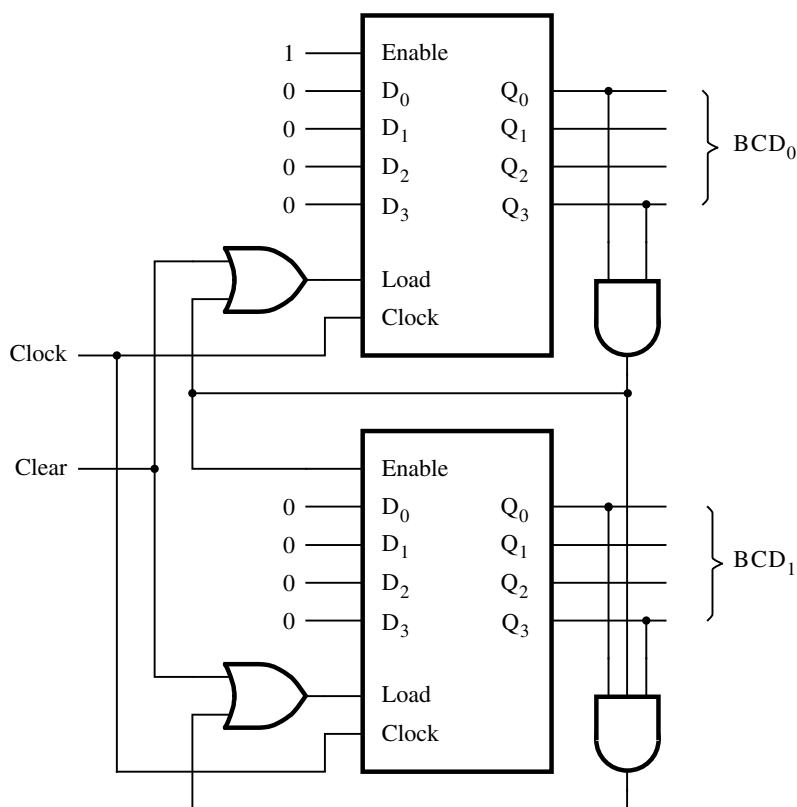 1 Enable
0 D0 Q0
0 D1 Q1
0 D2 Q2
0 D3 Q3
BCD0
Load
Clock
Clock
Clear
Enable
0 D0 Q0
0 D1 Q1
0 D2 Q2
0 D3 Q3
BCD1
Load
Clock